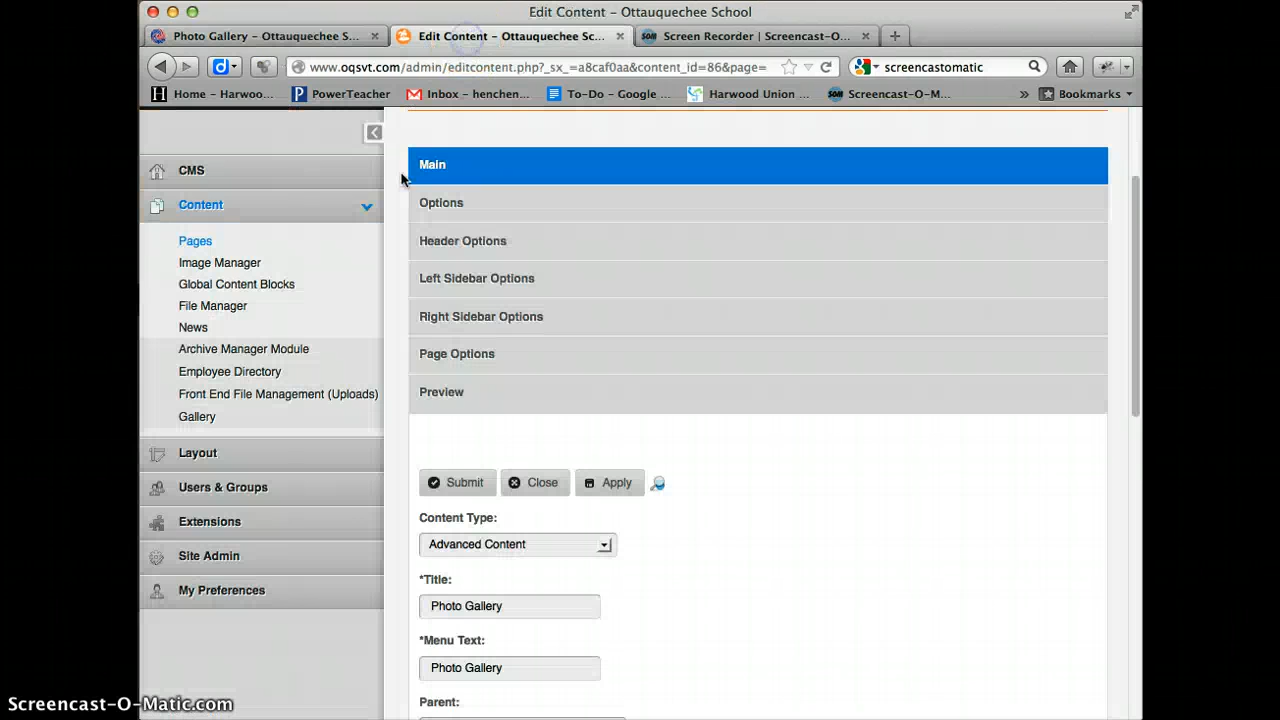 Edit Content – Ottauquechee School
Photo Gallery – Ottauquechee S...
Edit Content – Ottauquechee Sc...
Screen Recorder | Screencast-O...
www.oqsvt.com/admin/editcontent.php?_sx_=a8caf0aa&content_id=86&page=
screencastomatic
Home – Harwoo...
PowerTeacher
Inbox – henchen...
To-Do – Google ...
Harwood Union ...
Screencast-O-M...
»
Bookmarks
CMS
Content
Pages
Image Manager
Global Content Blocks
File Manager
News
Archive Manager Module
Employee Directory
Front End File Management (Uploads)
Gallery
Layout
Users & Groups
Extensions
Site Admin
My Preferences
Main
Options
Header Options
Left Sidebar Options
Right Sidebar Options
Page Options
Preview
Submit
Close
Apply
Content Type:
Advanced Content
*Title:
Photo Gallery
*Menu Text:
Photo Gallery
Parent:
Screencast-O-Matic.com